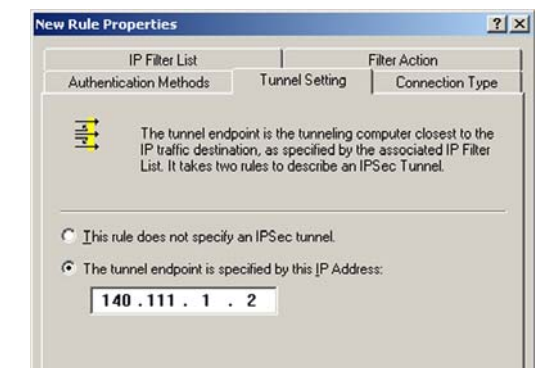 New Rule Properties
IP Filter List
Filter Action
Authentication Methods
Tunnel Setting
Connection Type
The tunnel endpoint is the tunneling computer closest to the
IP traffic destination, as specified by the associated IP Filter
List. It takes two rules to describe an IPSec Tunnel.
This rule does not specify an IPSec tunnel.
The tunnel endpoint is specified by this IP Address:
140 . 111 . 1 . 2